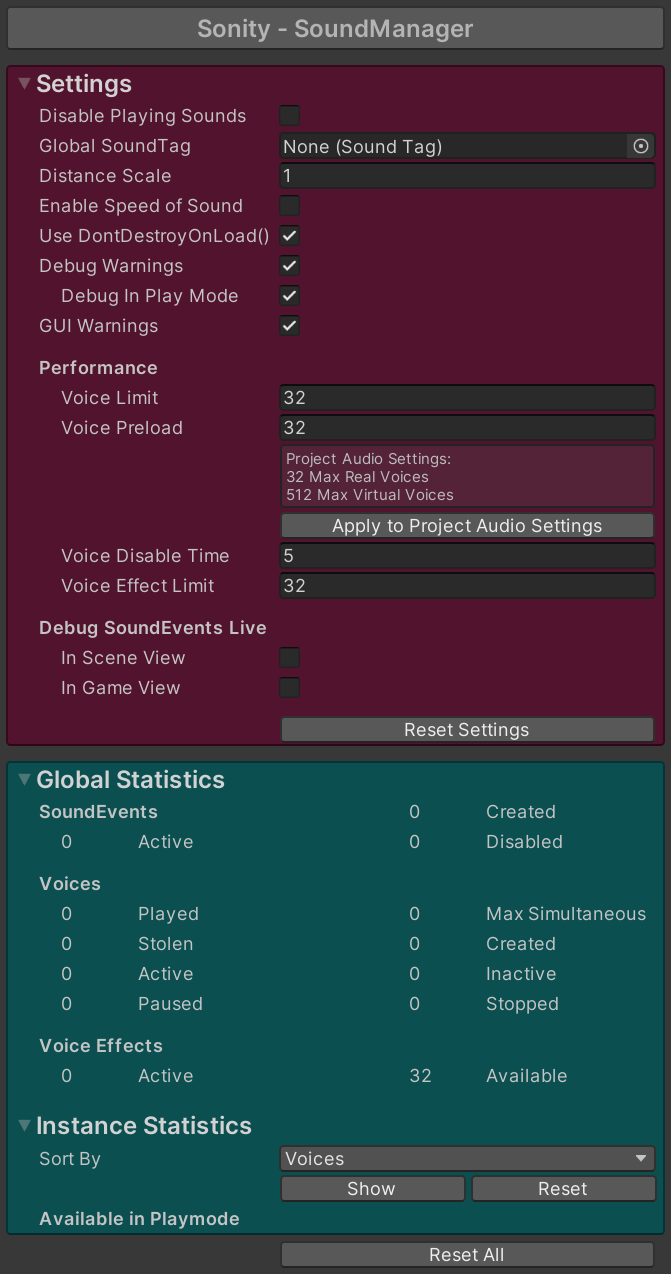 Sonity - SoundManager
Settings
Disable Playing Sounds
Global SoundTag None (Sound Tag)
Distance Scale 1
Enable Speed of Sound
Use DontDestroyOnLoad()
Debug Warnings
Debug In Play Mode
GUI Warnings
Performance
Voice Limit 32
Voice Preload 32
Project Audio Settings:
32 Max Real Voices
512 Max Virtual Voices
Apply to Project Audio Settings
Voice Disable Time 5
Voice Effect Limit 32
Debug SoundEvents Live
In Scene View
In Game View
Reset Settings
Global Statistics
SoundEvents 0 Created
0 Active 0 Disabled
Voices
0 Played 0 Max Simultaneous
0 Stolen 0 Created
0 Active 0 Inactive
0 Paused 0 Stopped
Voice Effects
0 Active 32 Available
Instance Statistics
Sort By Voices
Show Reset
Available in Playmode
Reset All